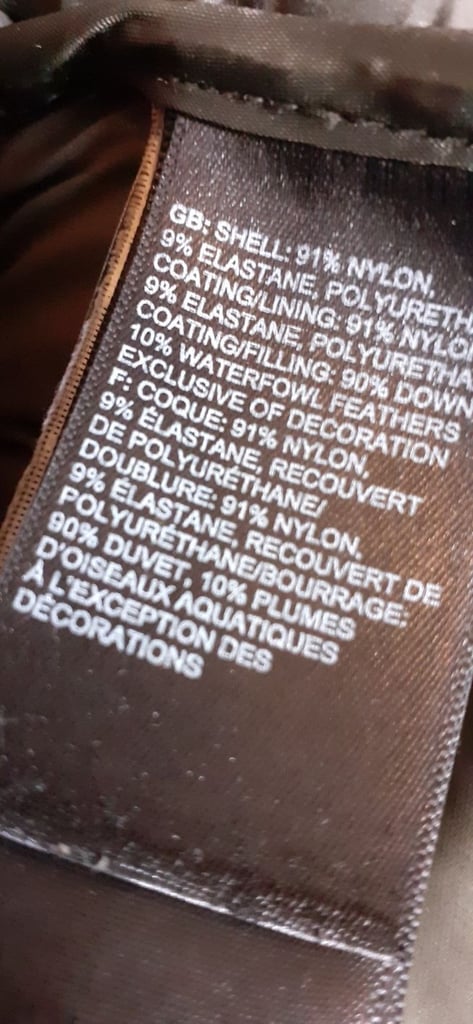 GB: SHELL: 91% NYLON,
9% ELASTANE, POLYURETH
COATING/LINING: 91% NYLO
9% ELASTANE, POLYURETHA
COATING/FILLING: 90% DOWN
10% WATERFOWL FEATHERS
EXCLUSIVE OF DECORATION
F: COQUE: 91% NYLON,
9% ÉLASTANE, RECOUVERT
DE POLYURÉTHANE/
DOUBLURE: 91% NYLON,
9% ÉLASTANE, RECOUVERT DE
POLYURÉTHANE/BOURRAGE:
90% DUVET, 10% PLUMES
D'OISEAUX AQUATIQUES
À L'EXCEPTION DES
DÉCORATIONS